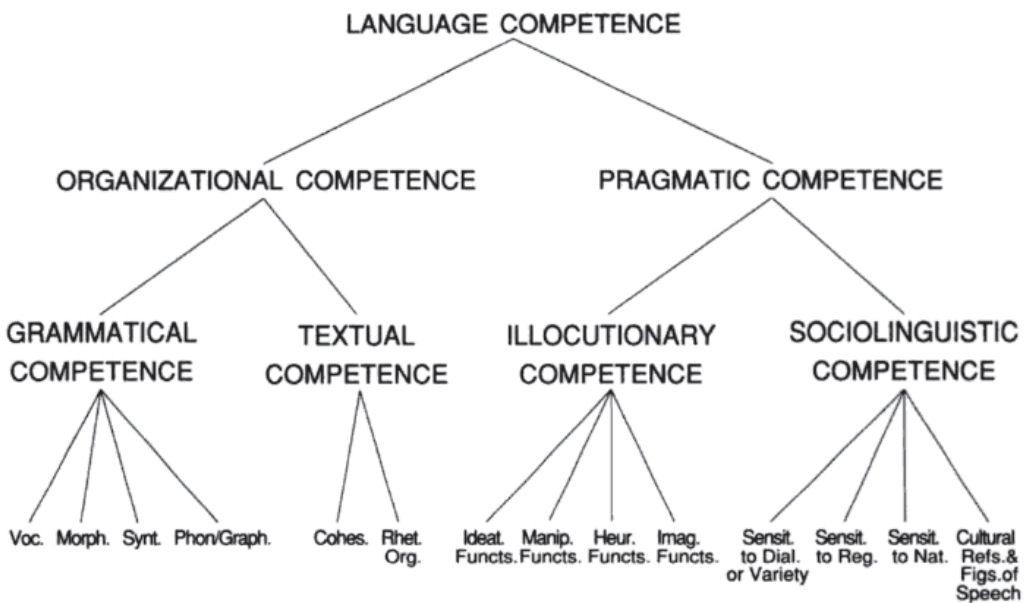 LANGUAGE COMPETENCE
ORGANIZATIONAL COMPETENCE
PRAGMATIC COMPETENCE
GRAMMATICAL
COMPETENCE
TEXTUAL
COMPETENCE
ILLOCUTIONARY
COMPETENCE
SOCIOLINGUISTIC
COMPETENCE
Voc.
Morph.
Synt.
Phon/Graph.
Cohes.
Rhet.
Org.
Ideat.
Functs.
Manip.
Functs.
Heur.
Functs.
Imag.
Functs.
Sensit.
to Dial.
or Variety
Sensit.
to Reg.
Sensit.
to Nat.
Cultural
Refs.&
Figs.of
Speech